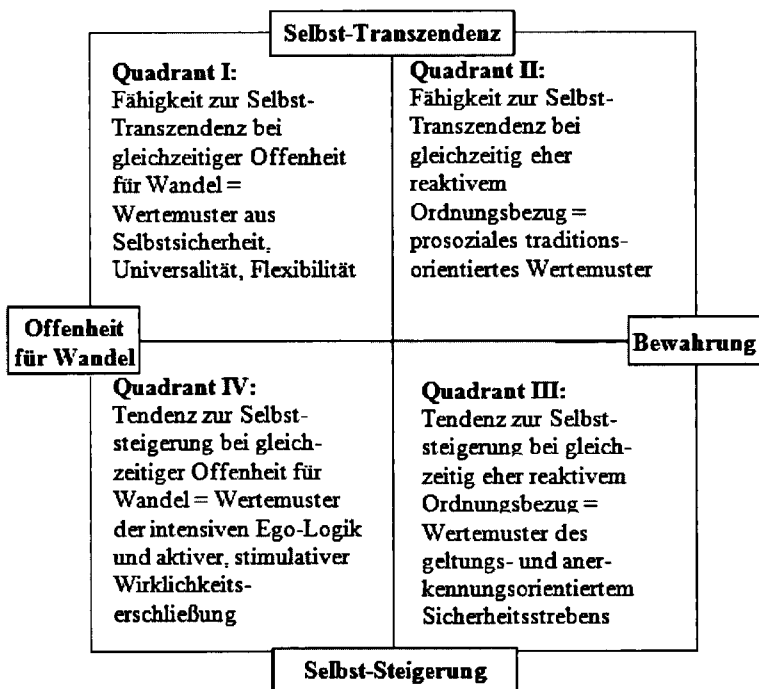 Selbst-Transzendenz
Quadrant I:
Fähigkeit zur Selbst-
Transzendenz bei
gleichzeitiger Offenheit
für Wandel =
Wertemuster aus
Selbstsicherheit,
Universalität, Flexibilität
Quadrant II:
Fähigkeit zur Selbst-
Transzendenz bei
gleichzeitig eher
reaktivem
Ordnungsbezug =
prosoziales traditions-
orientiertes Wertemuster
Offenheit
für Wandel
Bewahrung
Quadrant IV:
Tendenz zur Selbst-
steigerung bei gleich-
zeitiger Offenheit für
Wandel = Wertemuster
der intensiven Ego-Logik
und aktiver, stimulativer
Wirklichkeits-
erschließung
Quadrant III:
Tendenz zur Selbst-
steigerung bei gleich-
zeitig eher reaktivem
Ordnungsbezug =
Wertemuster des
geltungs- und aner-
kennungsorientiertem
Sicherheitsstrebens
Selbst-Steigerung